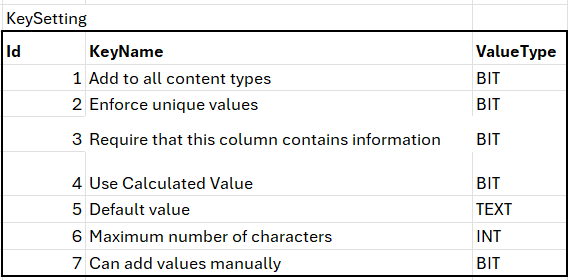 KeySetting
Id KeyName ValueType
1 Add to all content types BIT
2 Enforce unique values BIT
3 Require that this column contains information BIT
4 Use Calculated Value BIT
5 Default value TEXT
6 Maximum number of characters INT
7 Can add values manually BIT